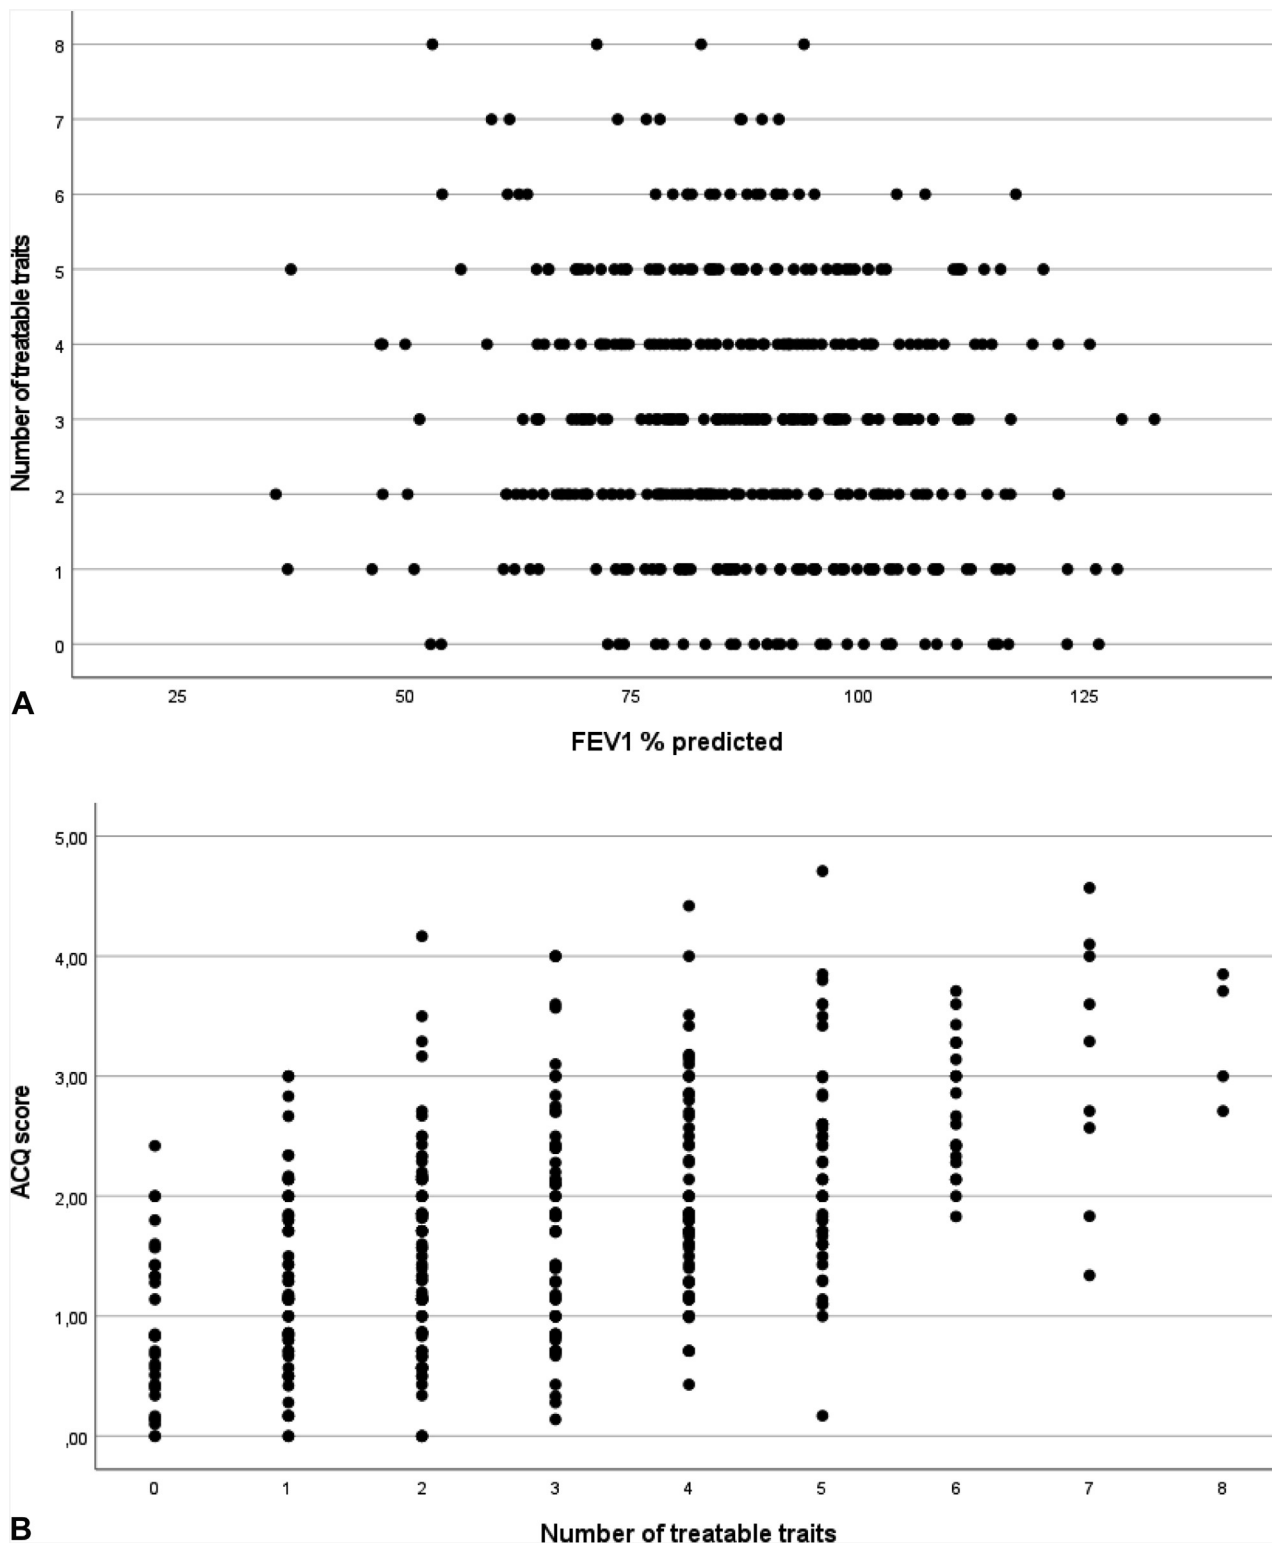 8
7
6
5
4
3
2
1
0
Number of treatable traits
25 50 75 100 125
A
FEV1 % predicted
5,00
4,00
3,00
2,00
1,00
,00
ACQ score
0 1 2 3 4 5 6 7 8
B
Number of treatable traits